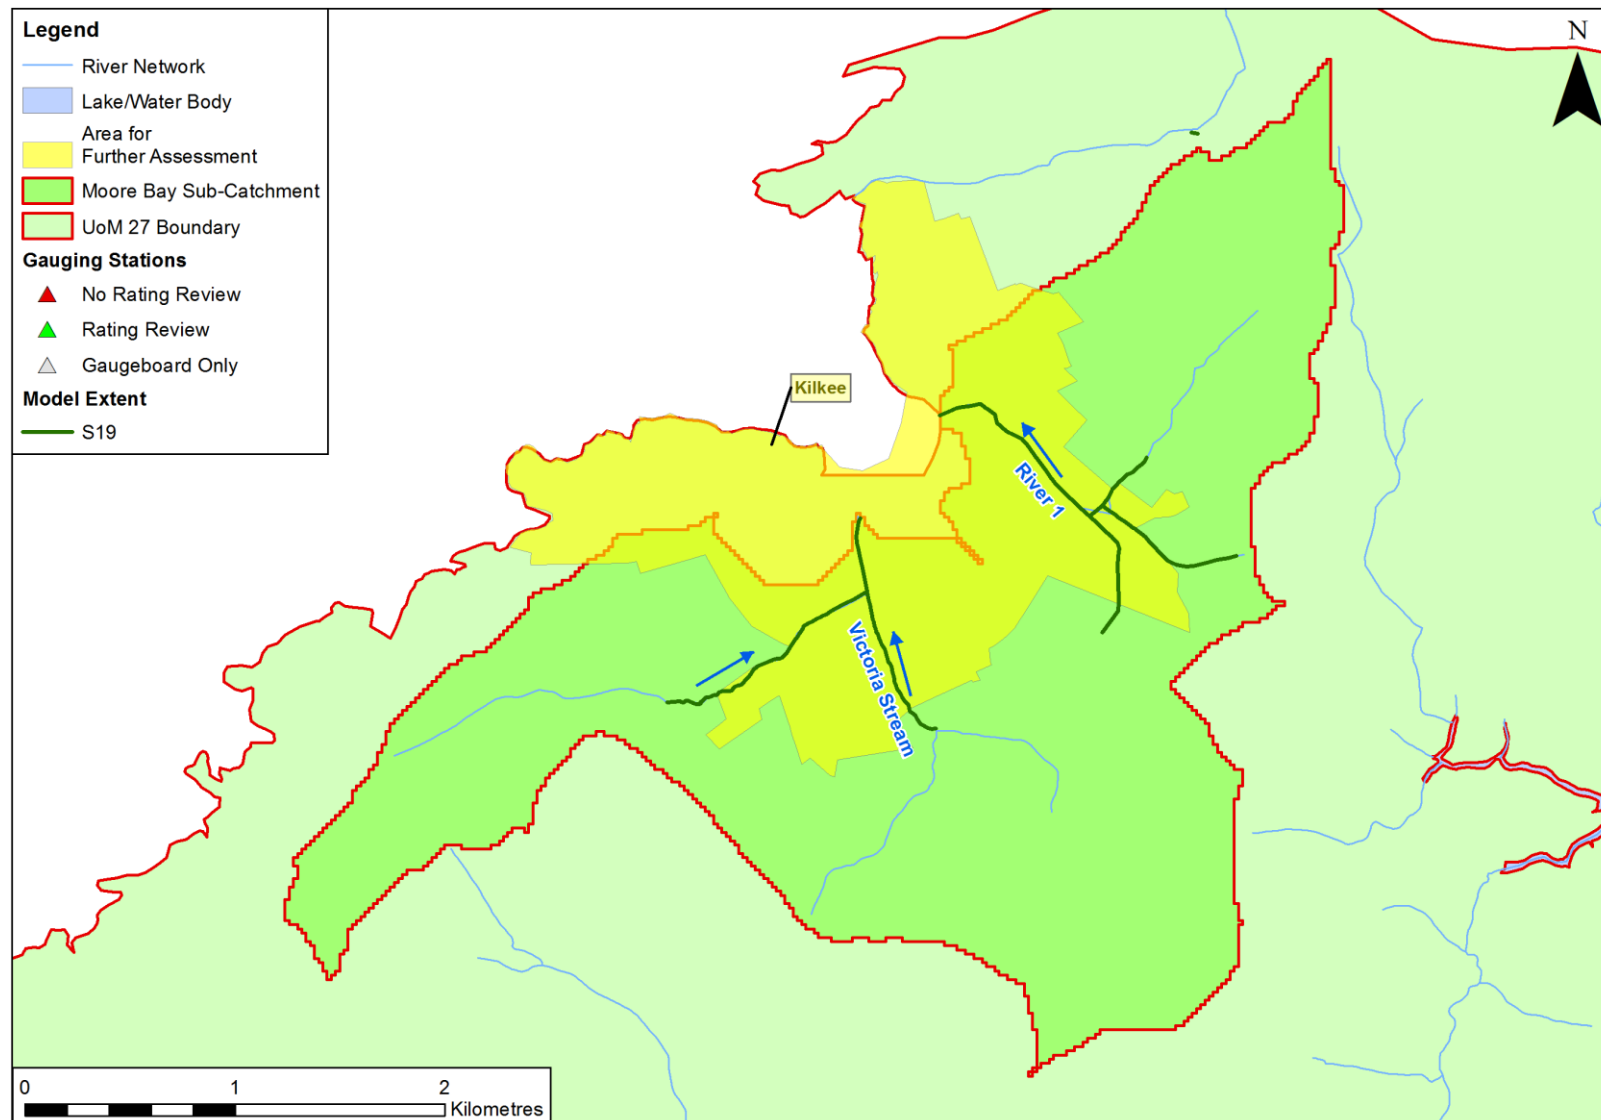 Legend
River Network
Lake/Water Body
Area for
Further Assessment
Moore Bay Sub-Catchment
UoM 27 Boundary
Gauging Stations
No Rating Review
Rating Review
Gaugeboard Only
Model Extent
S19
N
Kilkee
River 1
Victoria Stream
0 1 2
Kilometres